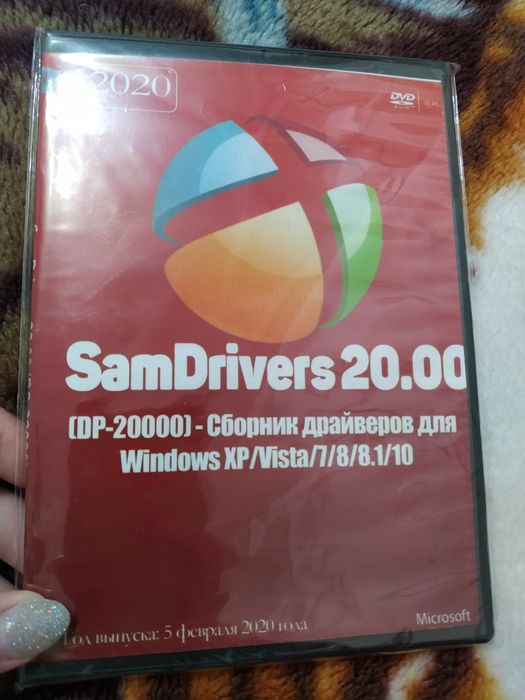 2020
DVD
ROM
SamDrivers 20.00
(DP-20000) - Сборник драйверов для
Windows XP/Vista/7/8/8.1/10
Год выпуска: 5 февраля 2020 года
Microsoft